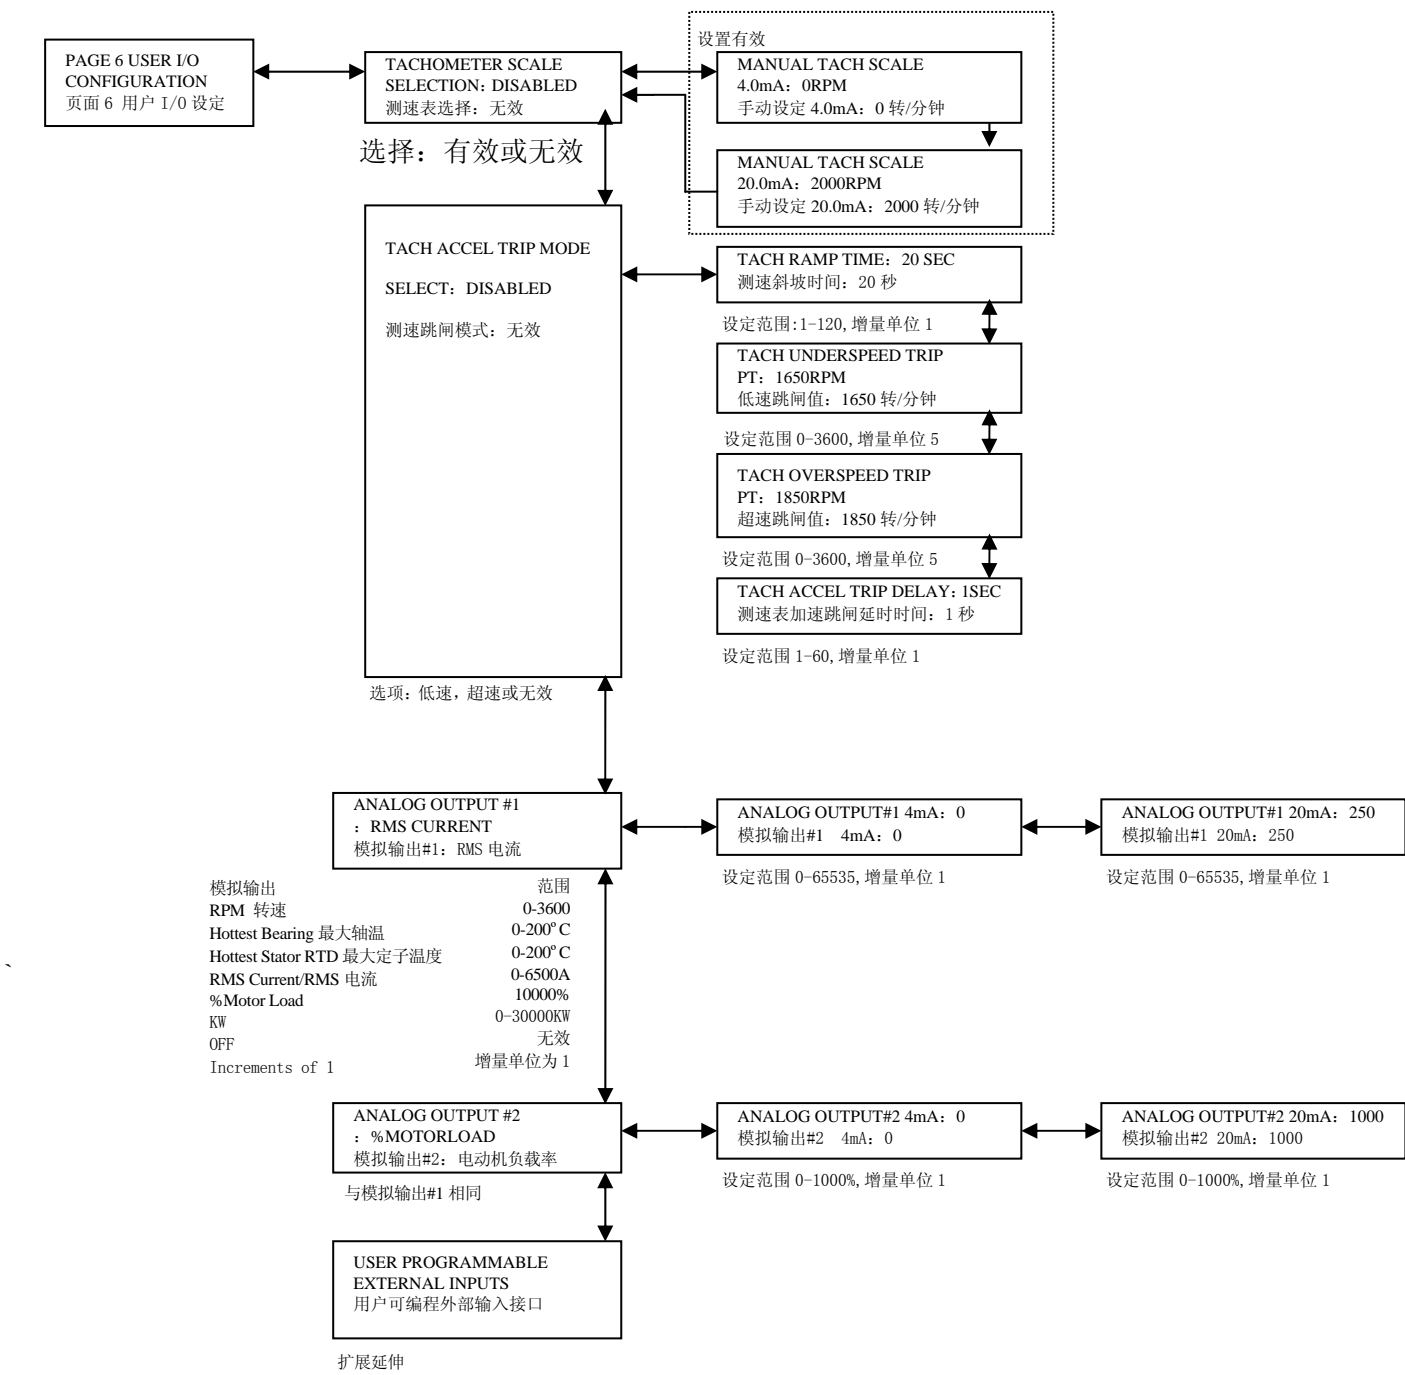 PAGE 6 USER I/O
CONFIGURATION
页面 6 用户 I/O 设定
TACHOMETER SCALE
SELECTION：DISABLED
测速表选择：无效
选择：有效或无效
设置有效
MANUAL TACH SCALE
4.0mA：0RPM
手动设定 4.0mA：0 转/分钟
MANUAL TACH SCALE
20.0mA：2000RPM
手动设定 20.0mA：2000 转/分钟
TACH ACCEL TRIP MODE
SELECT：DISABLED
测速跳闸模式：无效
选项：低速，超速或无效
TACH RAMP TIME：20 SEC
测速斜坡时间：20 秒
设定范围:1-120,增量单位 1
TACH UNDERSPEED TRIP
PT：1650RPM
低速跳闸值：1650 转/分钟
设定范围 0-3600,增量单位 5
TACH OVERSPEED TRIP
PT：1850RPM
超速跳闸值：1850 转/分钟
设定范围 0-3600,增量单位 5
TACH ACCEL TRIP DELAY：1SEC
测速表加速跳闸延时时间：1 秒
设定范围 1-60,增量单位 1
ANALOG OUTPUT #1
：RMS CURRENT
模拟输出#1：RMS 电流
ANALOG OUTPUT#1 4mA：0
模拟输出#1 4mA：0
设定范围 0-65535,增量单位 1
ANALOG OUTPUT#1 20mA：250
模拟输出#1 20mA：250
设定范围 0-65535,增量单位 1
模拟输出 范围
RPM 转速 0-3600
Hottest Bearing 最大轴温 0-200°C
Hottest Stator RTD 最大定子温度 0-200°C
RMS Current/RMS 电流 0-6500A
%Motor Load 10000%
KW 0-30000KW
OFF 无效
Increments of 1 增量单位为 1
`
ANALOG OUTPUT #2
：%MOTORLOAD
模拟输出#2：电动机负载率
与模拟输出#1 相同
ANALOG OUTPUT#2 4mA：0
模拟输出#2 4mA：0
设定范围 0-1000%,增量单位 1
ANALOG OUTPUT#2 20mA：1000
模拟输出#2 20mA：1000
设定范围 0-1000%,增量单位 1
USER PROGRAMMABLE
EXTERNAL INPUTS
用户可编程外部输入接口
扩展延伸